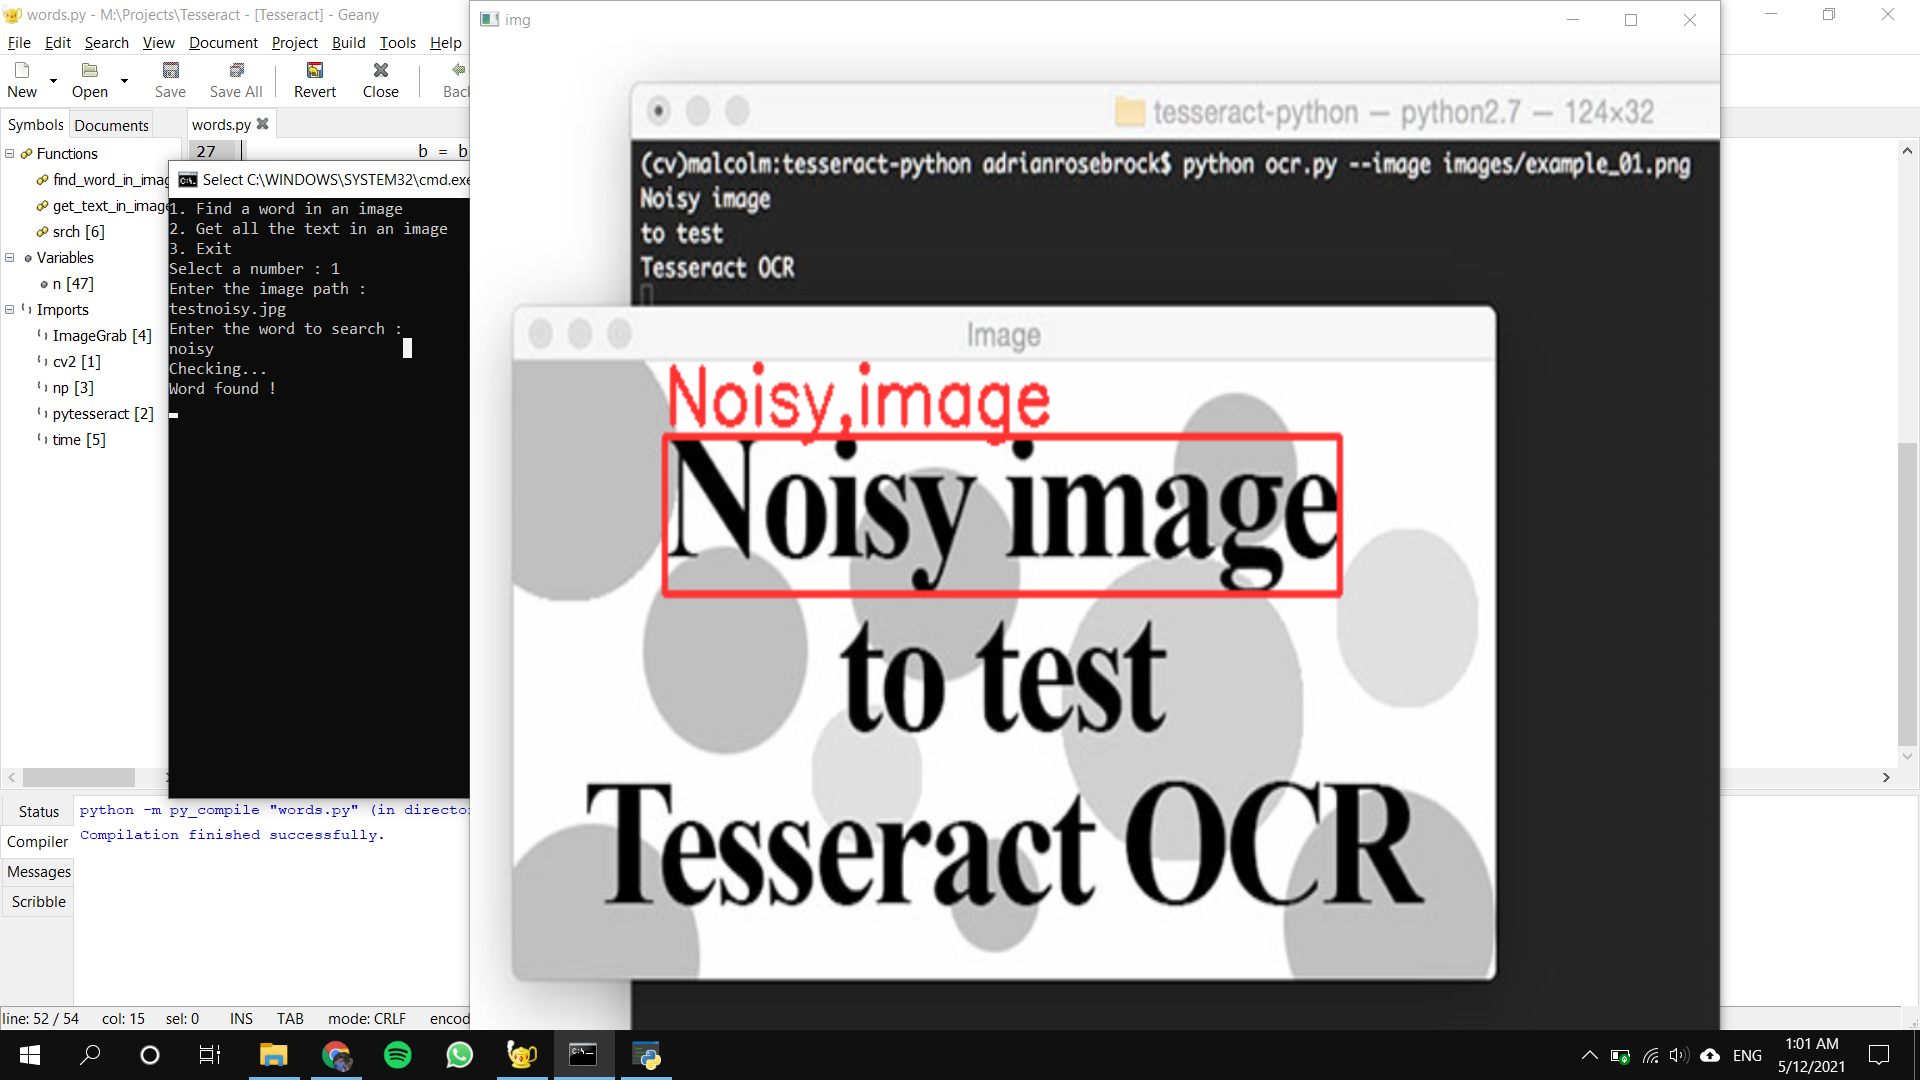 words.py - M:\Projects\Tesseract - [Tesseract] - Geany
File Edit Search View Document Project Build Tools Help
New Open Save Save All Revert Close Back
Symbols Documents
words.py
27 b = b
Functions
find_word_in_imag
get_text_in_image
srch [6]
Variables
n [47]
Imports
ImageGrab [4]
cv2 [1]
np [3]
pytesseract [2]
time [5]
Select C:\WINDOWS\SYSTEM32\cmd.exe
1. Find a word in an image
2. Get all the text in an image
3. Exit
Select a number : 1
Enter the image path :
testnoisy.jpg
Enter the word to search :
noisy
Checking...
Word found !
img
tesseract-python — python2.7 — 124×32
(cv)malcolm:tesseract-python adrianrosebrock$ python ocr.py --image images/example_01.png
Noisy image
to test
Tesseract OCR
Image
Noisy,image
Noisy image
to test
Tesseract OCR
Status
Compiler
Messages
Scribble
python -m py_compile "words.py" (in director
Compilation finished successfully.
line: 52 / 54 col: 15 sel: 0 INS TAB mode: CRLF encod
ENG
1:01 AM
5/12/2021